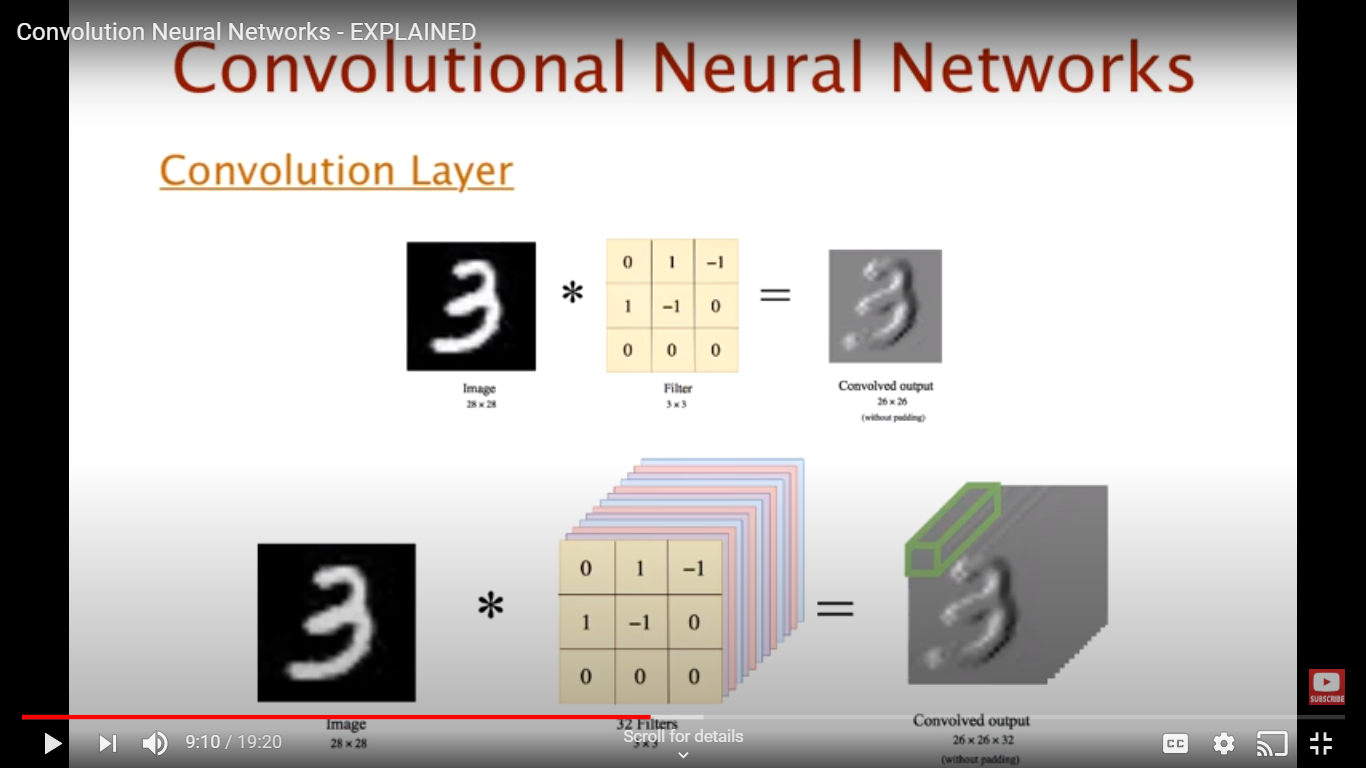 Convolution Neural Networks - EXPLAINED
Convolutional Neural Networks
Convolution Layer
*
0 1 -1
1 -1 0
0 0 0
=
Image
28 × 28
Filter
3 × 3
Convolved output
26 × 26
(without padding)
*
0 1 -1
1 -1 0
0 0 0
=
Image
28 × 28
32 Filters
3 × 3
Convolved output
26 × 26 × 32
(without padding)
SUBSCRIBE
9:10 / 19:20
Scroll for details
CC